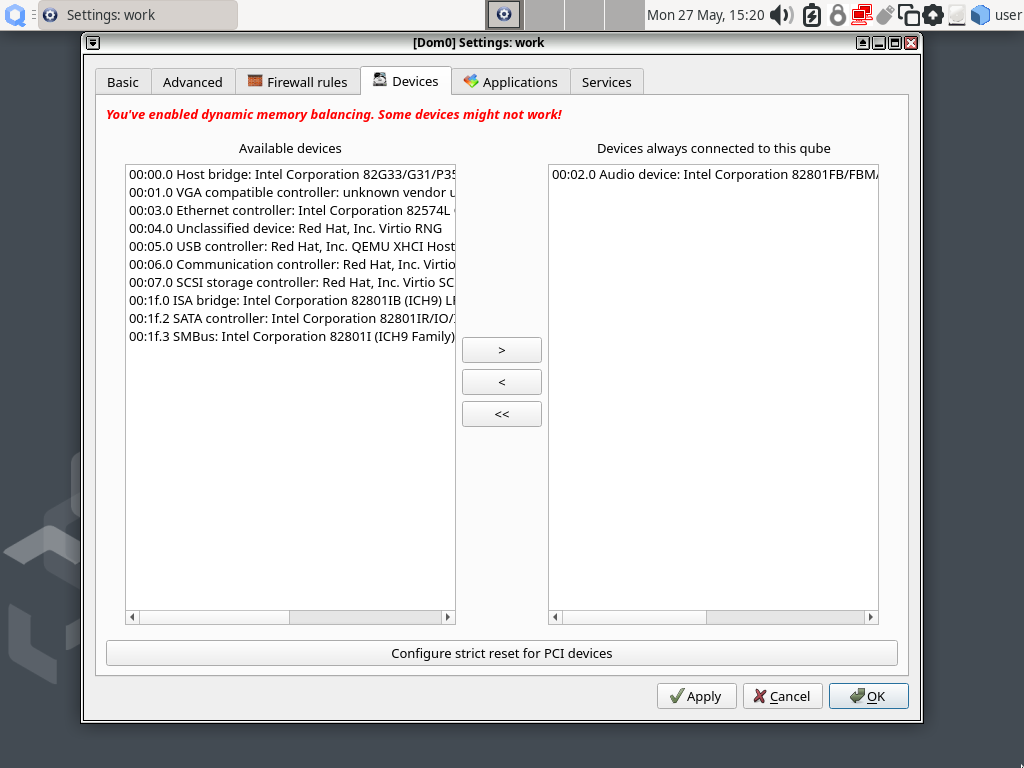 Settings: work
Mon 27 May, 15:20
user
[Dom0] Settings: work
Basic
Advanced
Firewall rules
Devices
Applications
Services
You've enabled dynamic memory balancing. Some devices might not work!
Available devices
Devices always connected to this qube
00:00.0 Host bridge: Intel Corporation 82G33/G31/P35
00:01.0 VGA compatible controller: unknown vendor
00:03.0 Ethernet controller: Intel Corporation 82574L
00:04.0 Unclassified device: Red Hat, Inc. Virtio RNG
00:05.0 USB controller: Red Hat, Inc. QEMU XHCI Host
00:06.0 Communication controller: Red Hat, Inc. Virtio
00:07.0 SCSI storage controller: Red Hat, Inc. Virtio SC
00:1f.0 ISA bridge: Intel Corporation 82801IB (ICH9)
00:1f.2 SATA controller: Intel Corporation 82801IR/IO/
00:1f.3 SMBus: Intel Corporation 82801I (ICH9 Family)
00:02.0 Audio device: Intel Corporation 82801FB/FBM/
>
<
<<
Configure strict reset for PCI devices
Apply
Cancel
OK